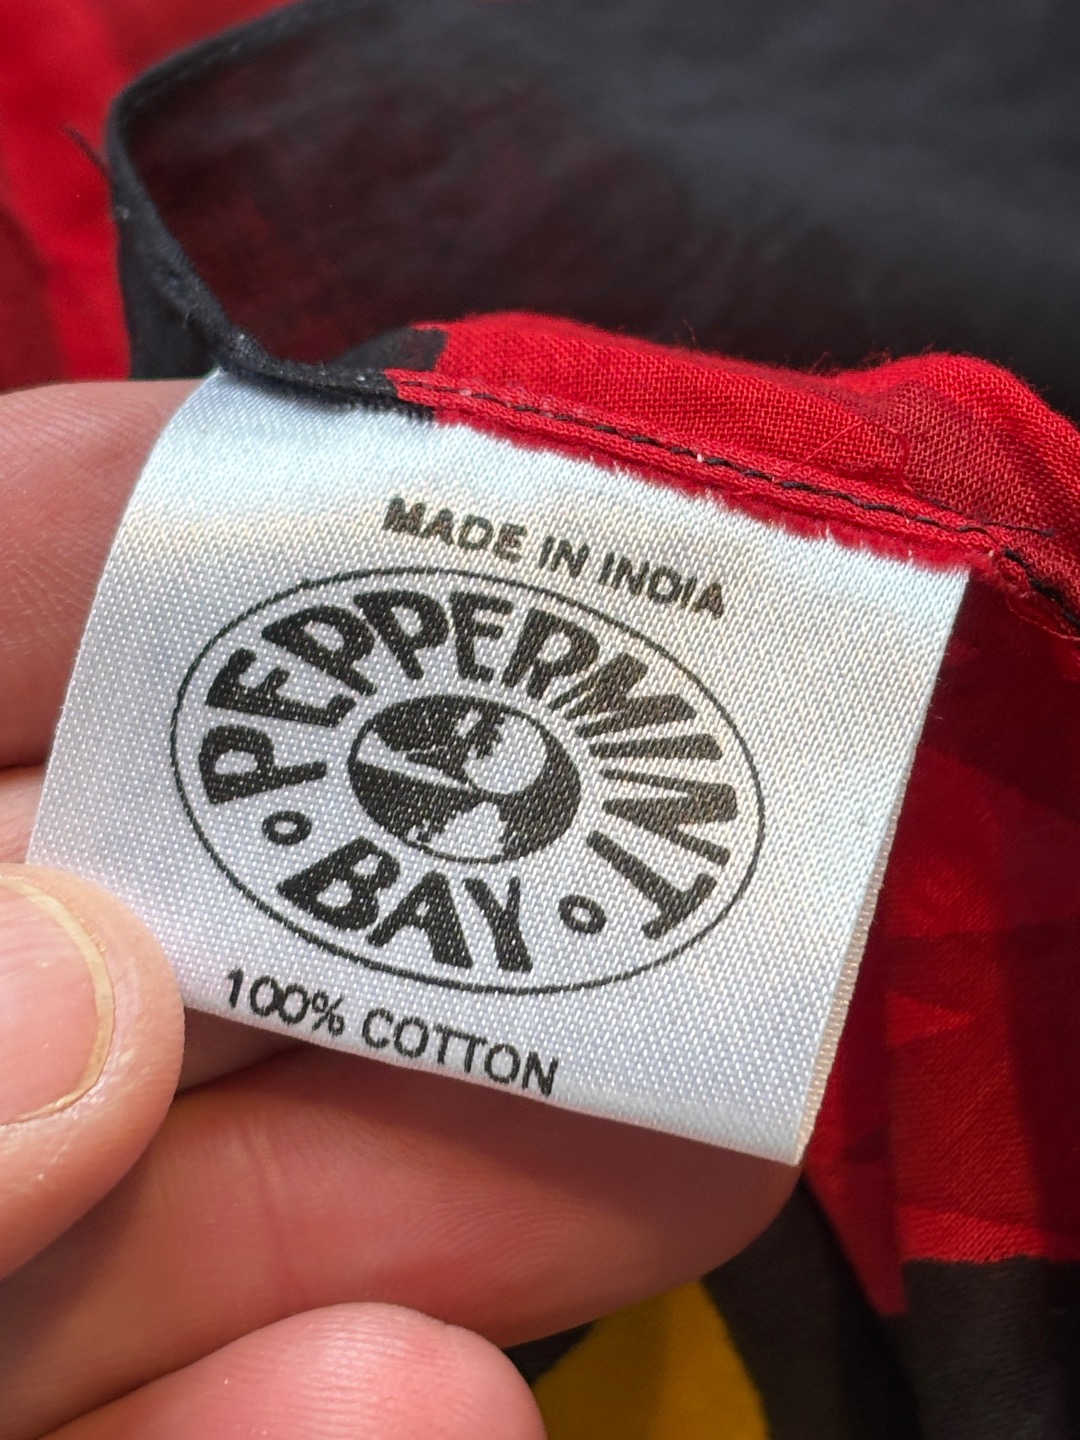 MADE IN INDIA
PEPPERMINT
BAY
100% COTTON